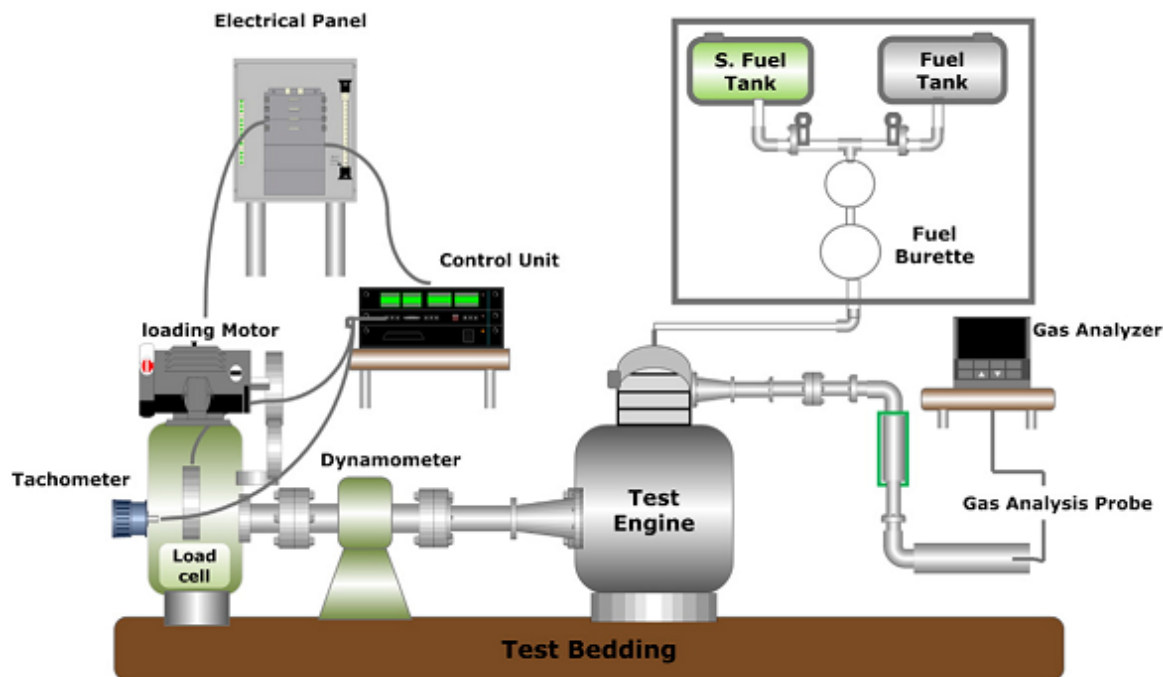 Electrical Panel
S. Fuel
Tank
Fuel
Tank
Fuel
Burette
Control Unit
loading Motor
Gas Analyzer
Tachometer
Dynamometer
Test
Engine
Gas Analysis Probe
Load
cell
Test Bedding